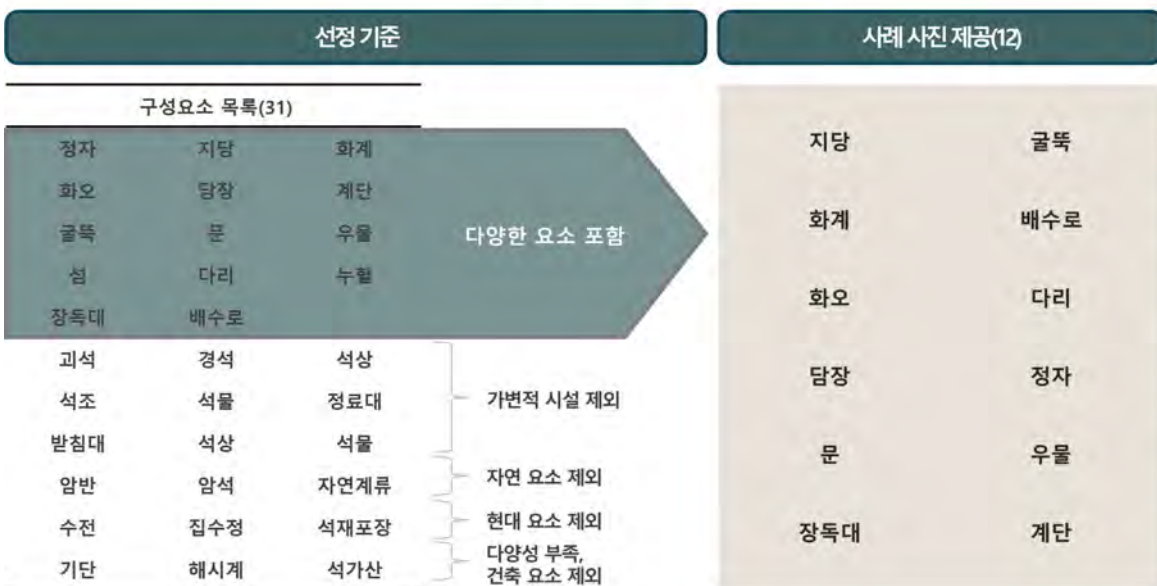 선정 기준
사례 사진 제공(12)
구성요소 목록(31)
정자 지당 화계
화오 담장 계단
굴뚝 문 우물
섬 다리 누혈
장독대 배수로
다양한 요소 포함
괴석 경석 석상
석조 석물 정료대
받침대 석상 석물
가변적 시설 제외
암반 암석 자연계류
자연 요소 제외
수전 집수정 석재포장
현대 요소 제외
기단 해시계 석가산
다양성 부족,
건축 요소 제외
지당 굴뚝
화계 배수로
화오 다리
담장 정자
문 우물
장독대 계단